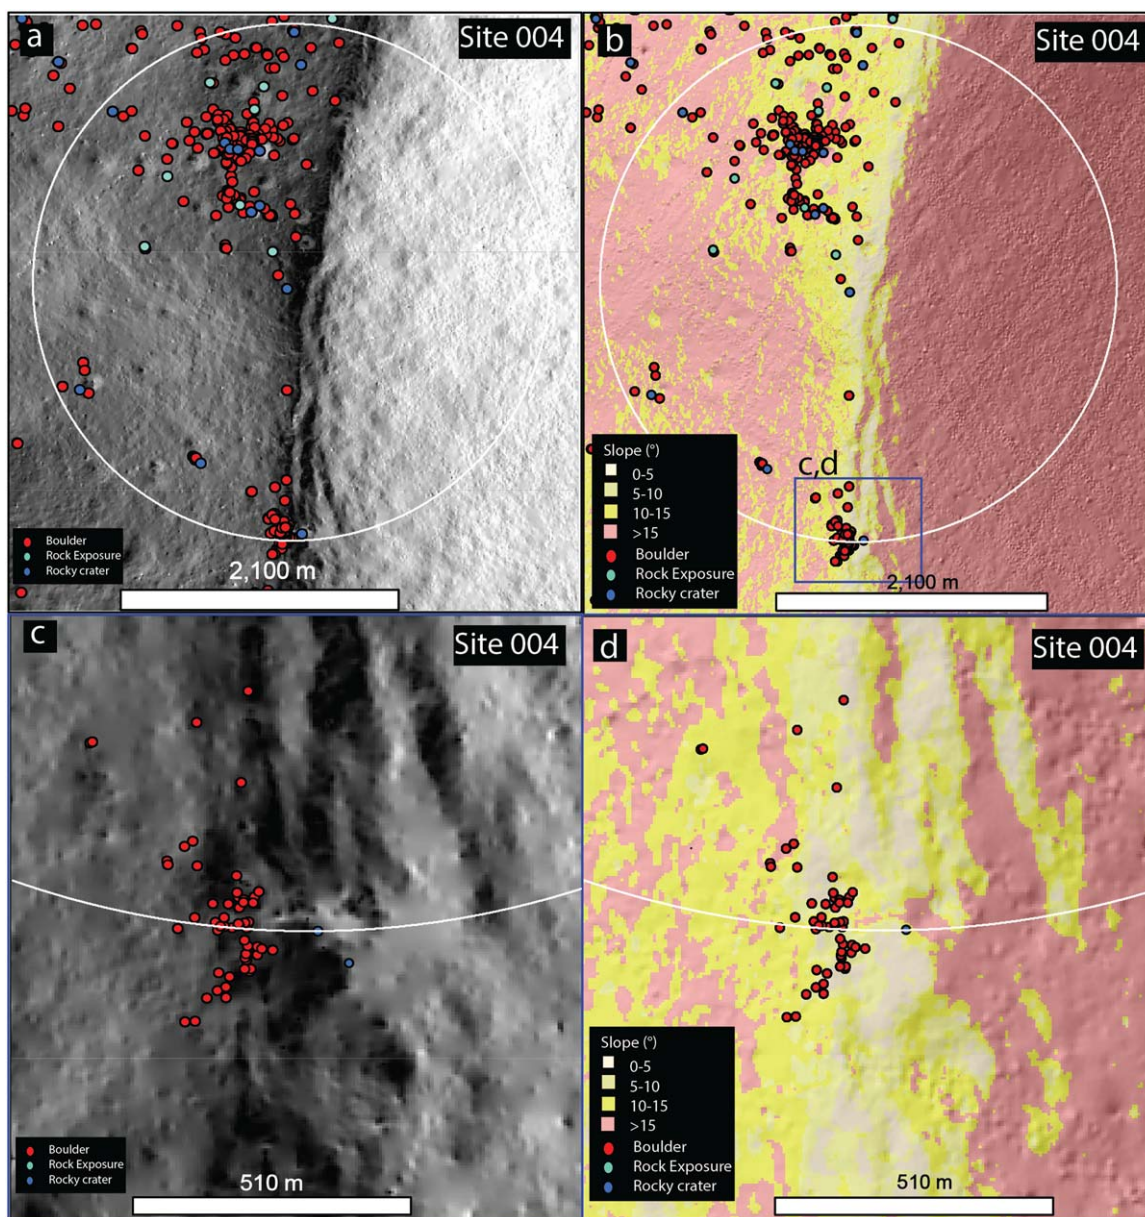 a
Site 004
Boulder
Rock Exposure
Rocky crater
2,100 m
b
Site 004
c,d
Slope (°)
0-5
5-10
10-15
>15
Boulder
Rock Exposure
Rocky crater
2,100 m
c
Site 004
Boulder
Rock Exposure
Rocky crater
510 m
d
Site 004
Slope (°)
0-5
5-10
10-15
>15
Boulder
Rock Exposure
Rocky crater
510 m